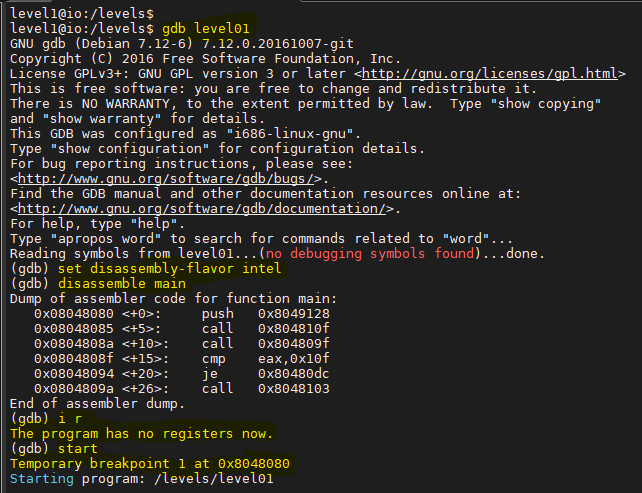 level1@io:/levels$
level1@io:/levels$ gdb level01
GNU gdb (Debian 7.12-6) 7.12.0.20161007-git
Copyright (C) 2016 Free Software Foundation, Inc.
License GPLv3+: GNU GPL version 3 or later <http://gnu.org/licenses/gpl.html>
This is free software: you are free to change and redistribute it.
There is NO WARRANTY, to the extent permitted by law.  Type "show copying"
and "show warranty" for details.
This GDB was configured as "i686-linux-gnu".
Type "show configuration" for configuration details.
For bug reporting instructions, please see:
<http://www.gnu.org/software/gdb/bugs/>.
Find the GDB manual and other documentation resources online at:
<http://www.gnu.org/software/gdb/documentation/>.
For help, type "help".
Type "apropos word" to search for commands related to "word"...
Reading symbols from level01...(no debugging symbols found)...done.
(gdb) set disassembly-flavor intel
(gdb) disassemble main
Dump of assembler code for function main:
   0x08048080 <+0>:     push   0x8049128
   0x08048085 <+5>:     call   0x804810f
   0x0804808a <+10>:    call   0x804809f
   0x0804808f <+15>:    cmp    eax,0x10f
   0x08048094 <+20>:    je     0x80480dc
   0x0804809a <+26>:    call   0x8048103
End of assembler dump.
(gdb) i r
The program has no registers now.
(gdb) start
Temporary breakpoint 1 at 0x8048080
Starting program: /levels/level01